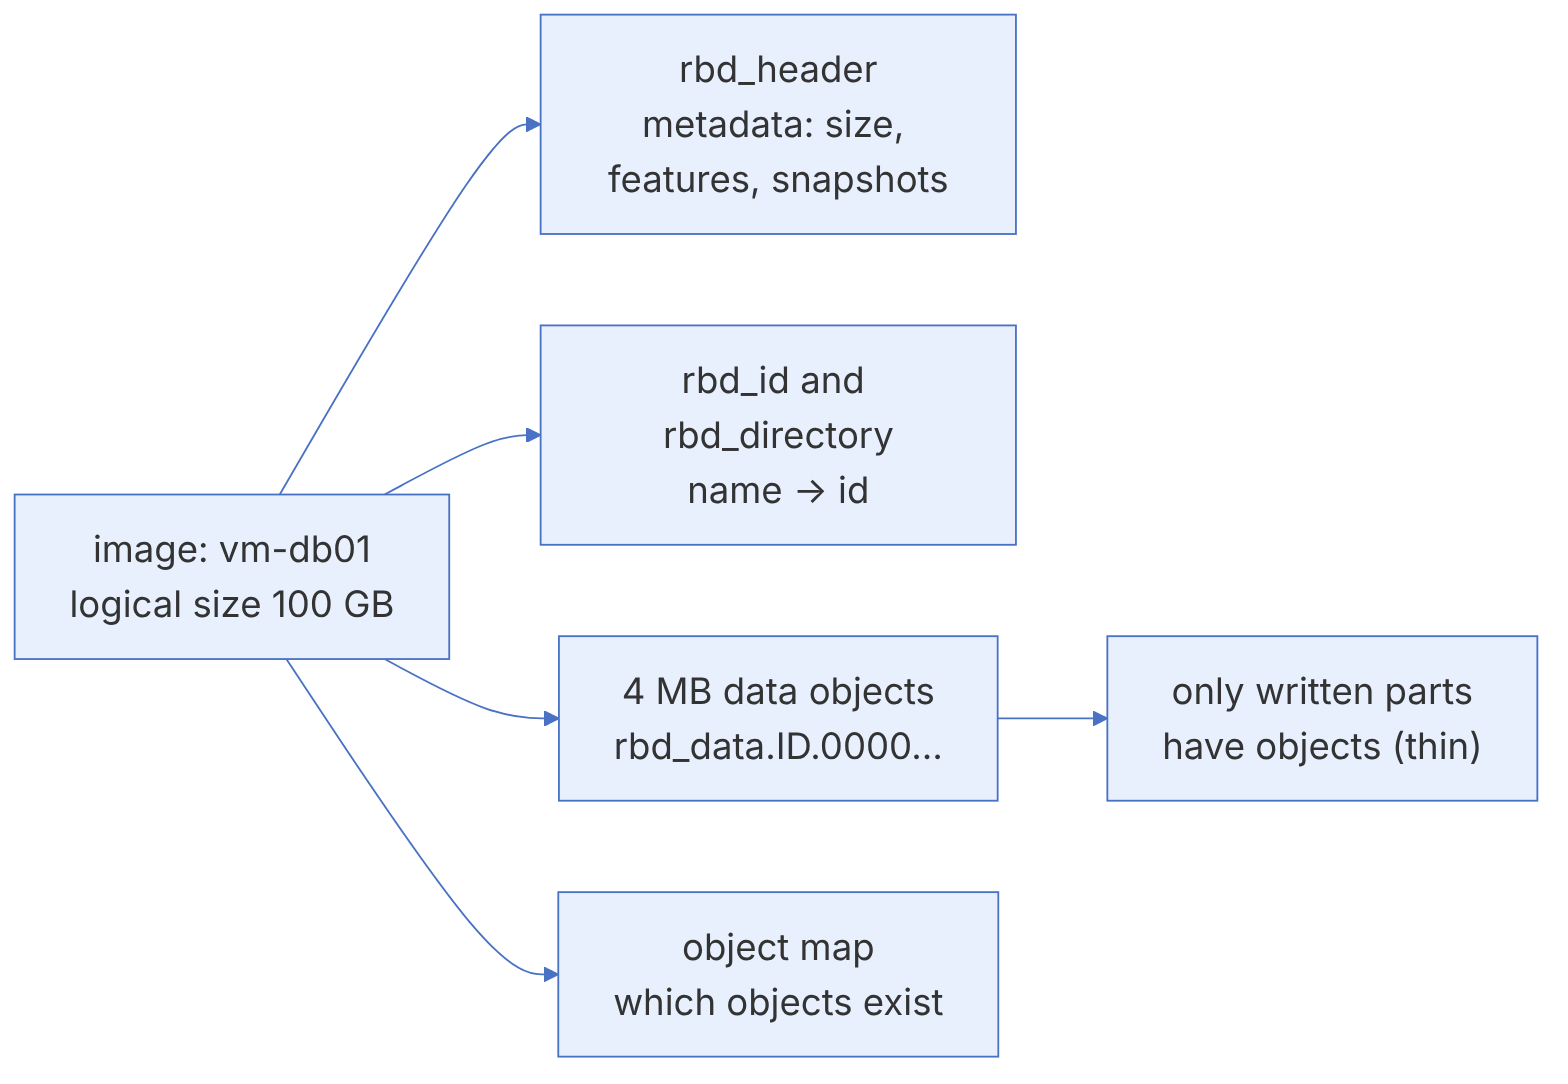 rbd_header
metadata: size,
features, snapshots
rbd_id and
rbd_directory
name → id
image: vm-db01
logical size 100 GB
4 MB data objects
rbd_data.ID.0000...
only written parts
have objects (thin)
object map
which objects exist